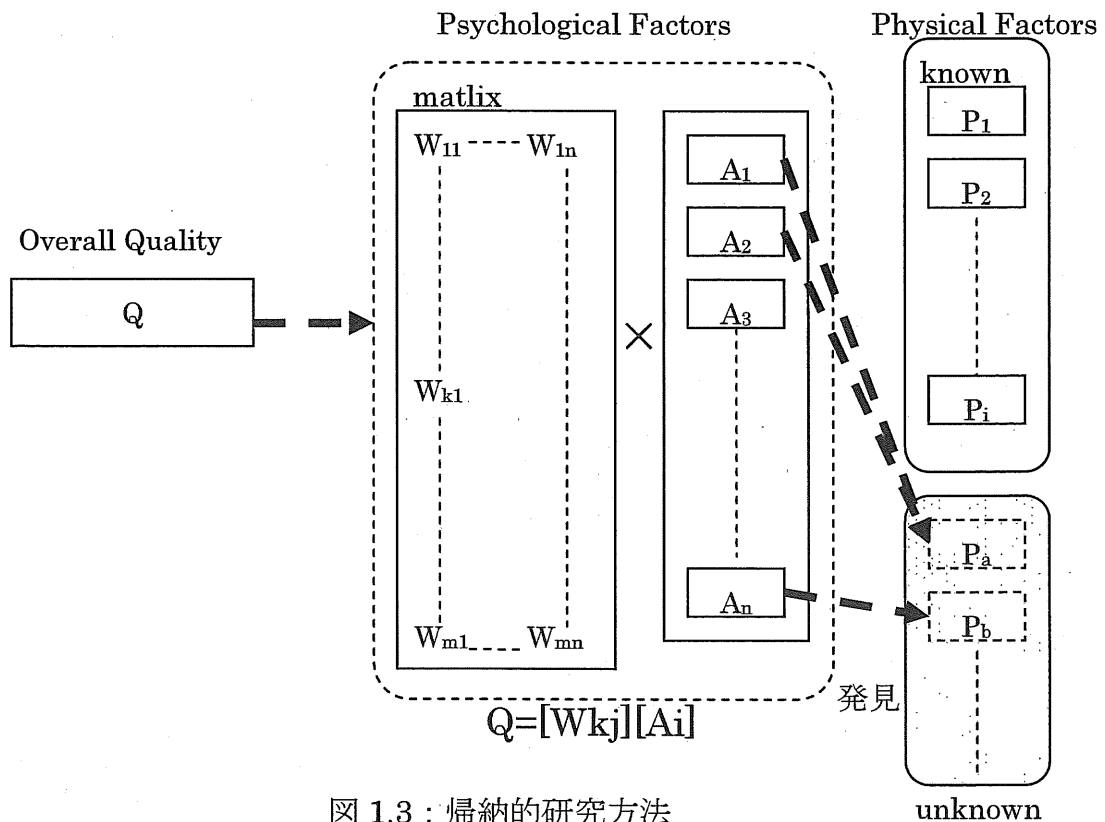 Psychological Factors
Physical Factors
matlix
W₁₁ W₁ₙ
Wₖ₁
Wₘ₁ Wₘₙ
×
A₁
A₂
A₃
Aₙ
known
P₁
P₂
Pᵢ
Overall Quality
Q
Pₐ
P_b
unknown
発見
Q=[Wkj][Ai]
図 1.3：帰納的研究方法